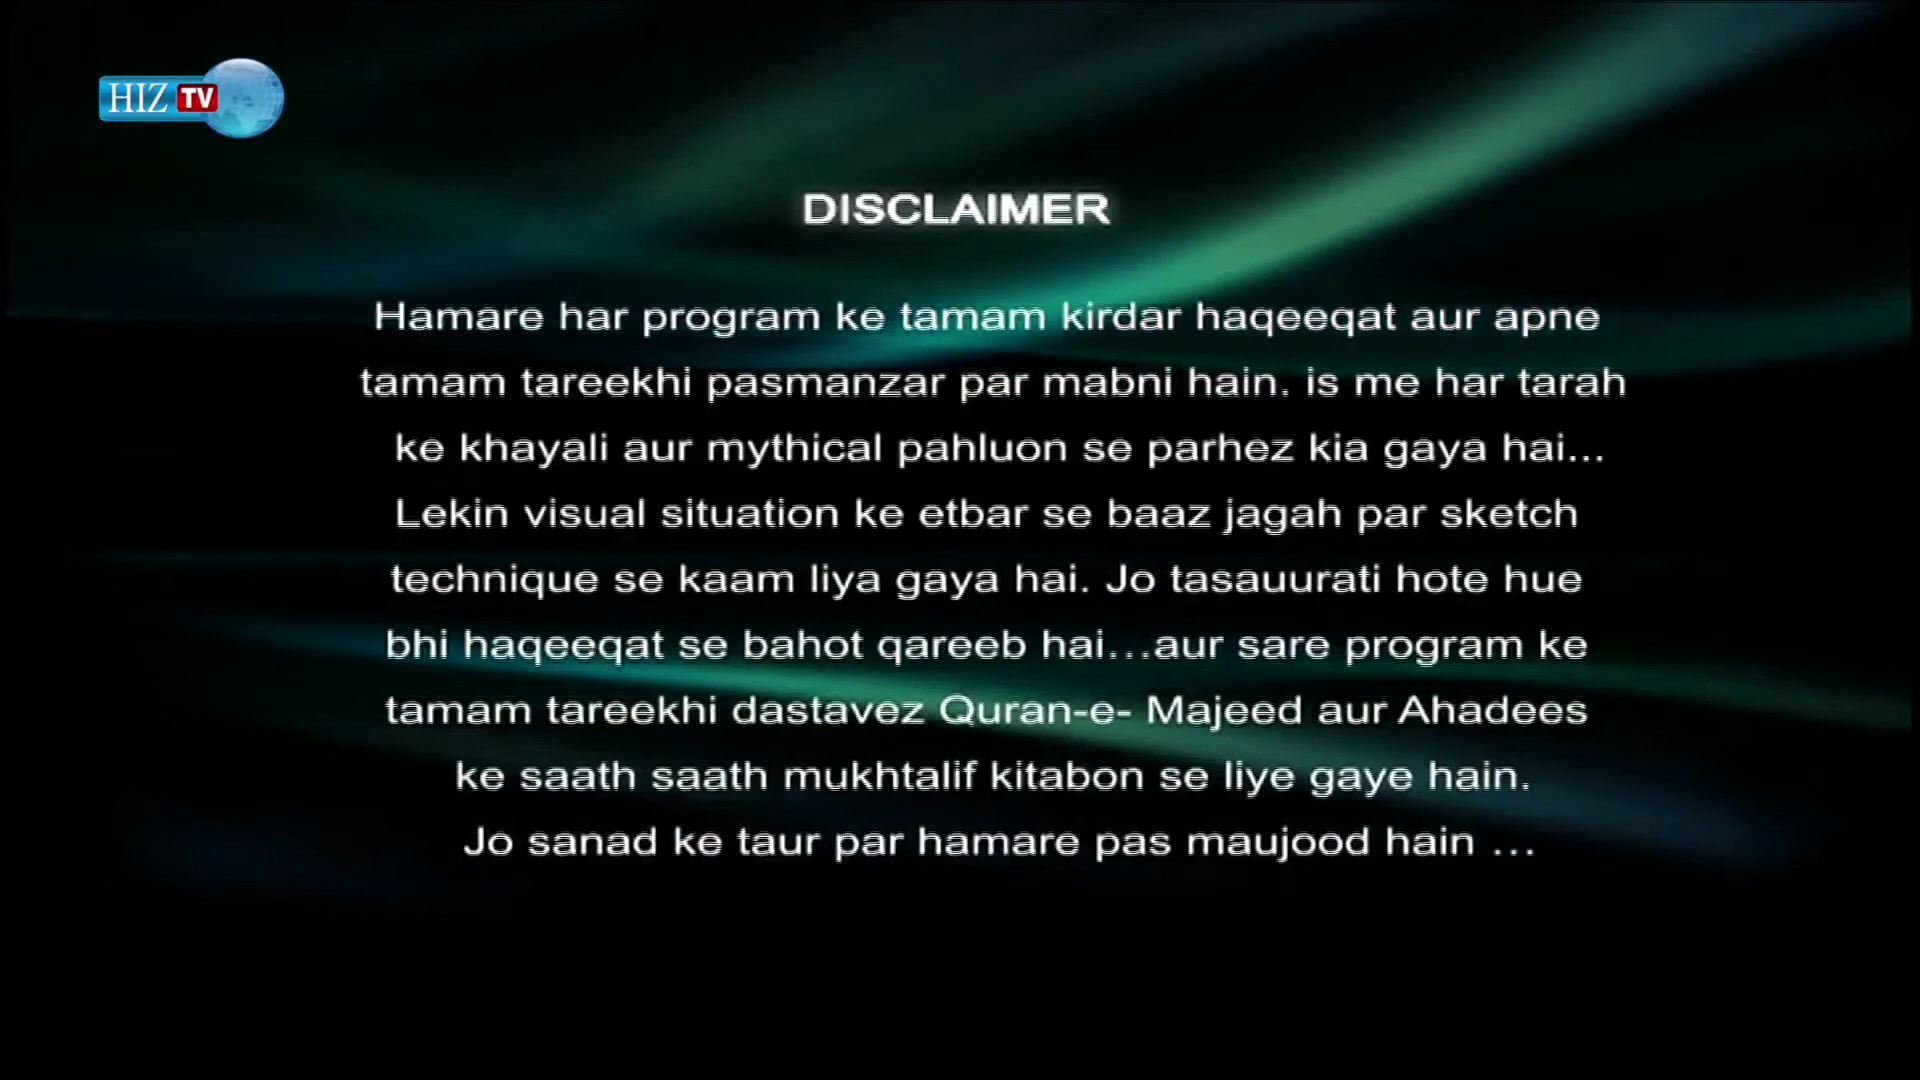 HIZ TV
DISCLAIMER
Hamare har program ke tamam kirdar haqeeqat aur apne
tamam tareekhi pasmanzar par mabni hain. is me har tarah
ke khayali aur mythical pahluon se parhez kia gaya hai...
Lekin visual situation ke etbar se baaz jagah par sketch
technique se kaam liya gaya hai. Jo tasauurati hote hue
bhi haqeeqat se bahot qareeb hai...aur sare program ke
tamam tareekhi dastavez Quran-e- Majeed aur Ahadees
ke saath saath mukhtalif kitabon se liye gaye hain.
Jo sanad ke taur par hamare pas maujood hain ...